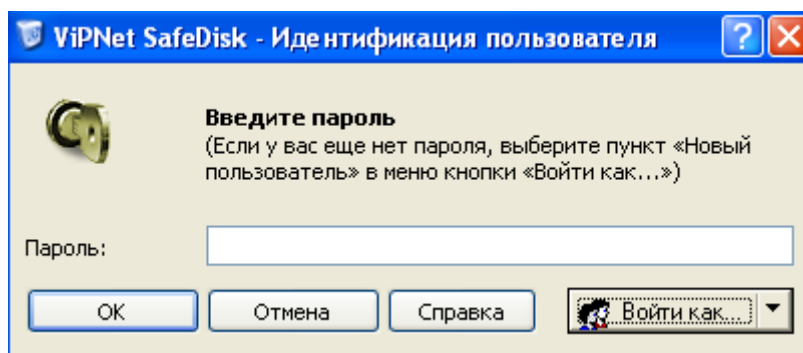 ViPNet SafeDisk - Идентификация пользователя
Введите пароль
(Если у вас еще нет пароля, выберите пункт «Новый
пользователь» в меню кнопки «Войти как...»)
Пароль:
OK Отмена Справка Войти как...